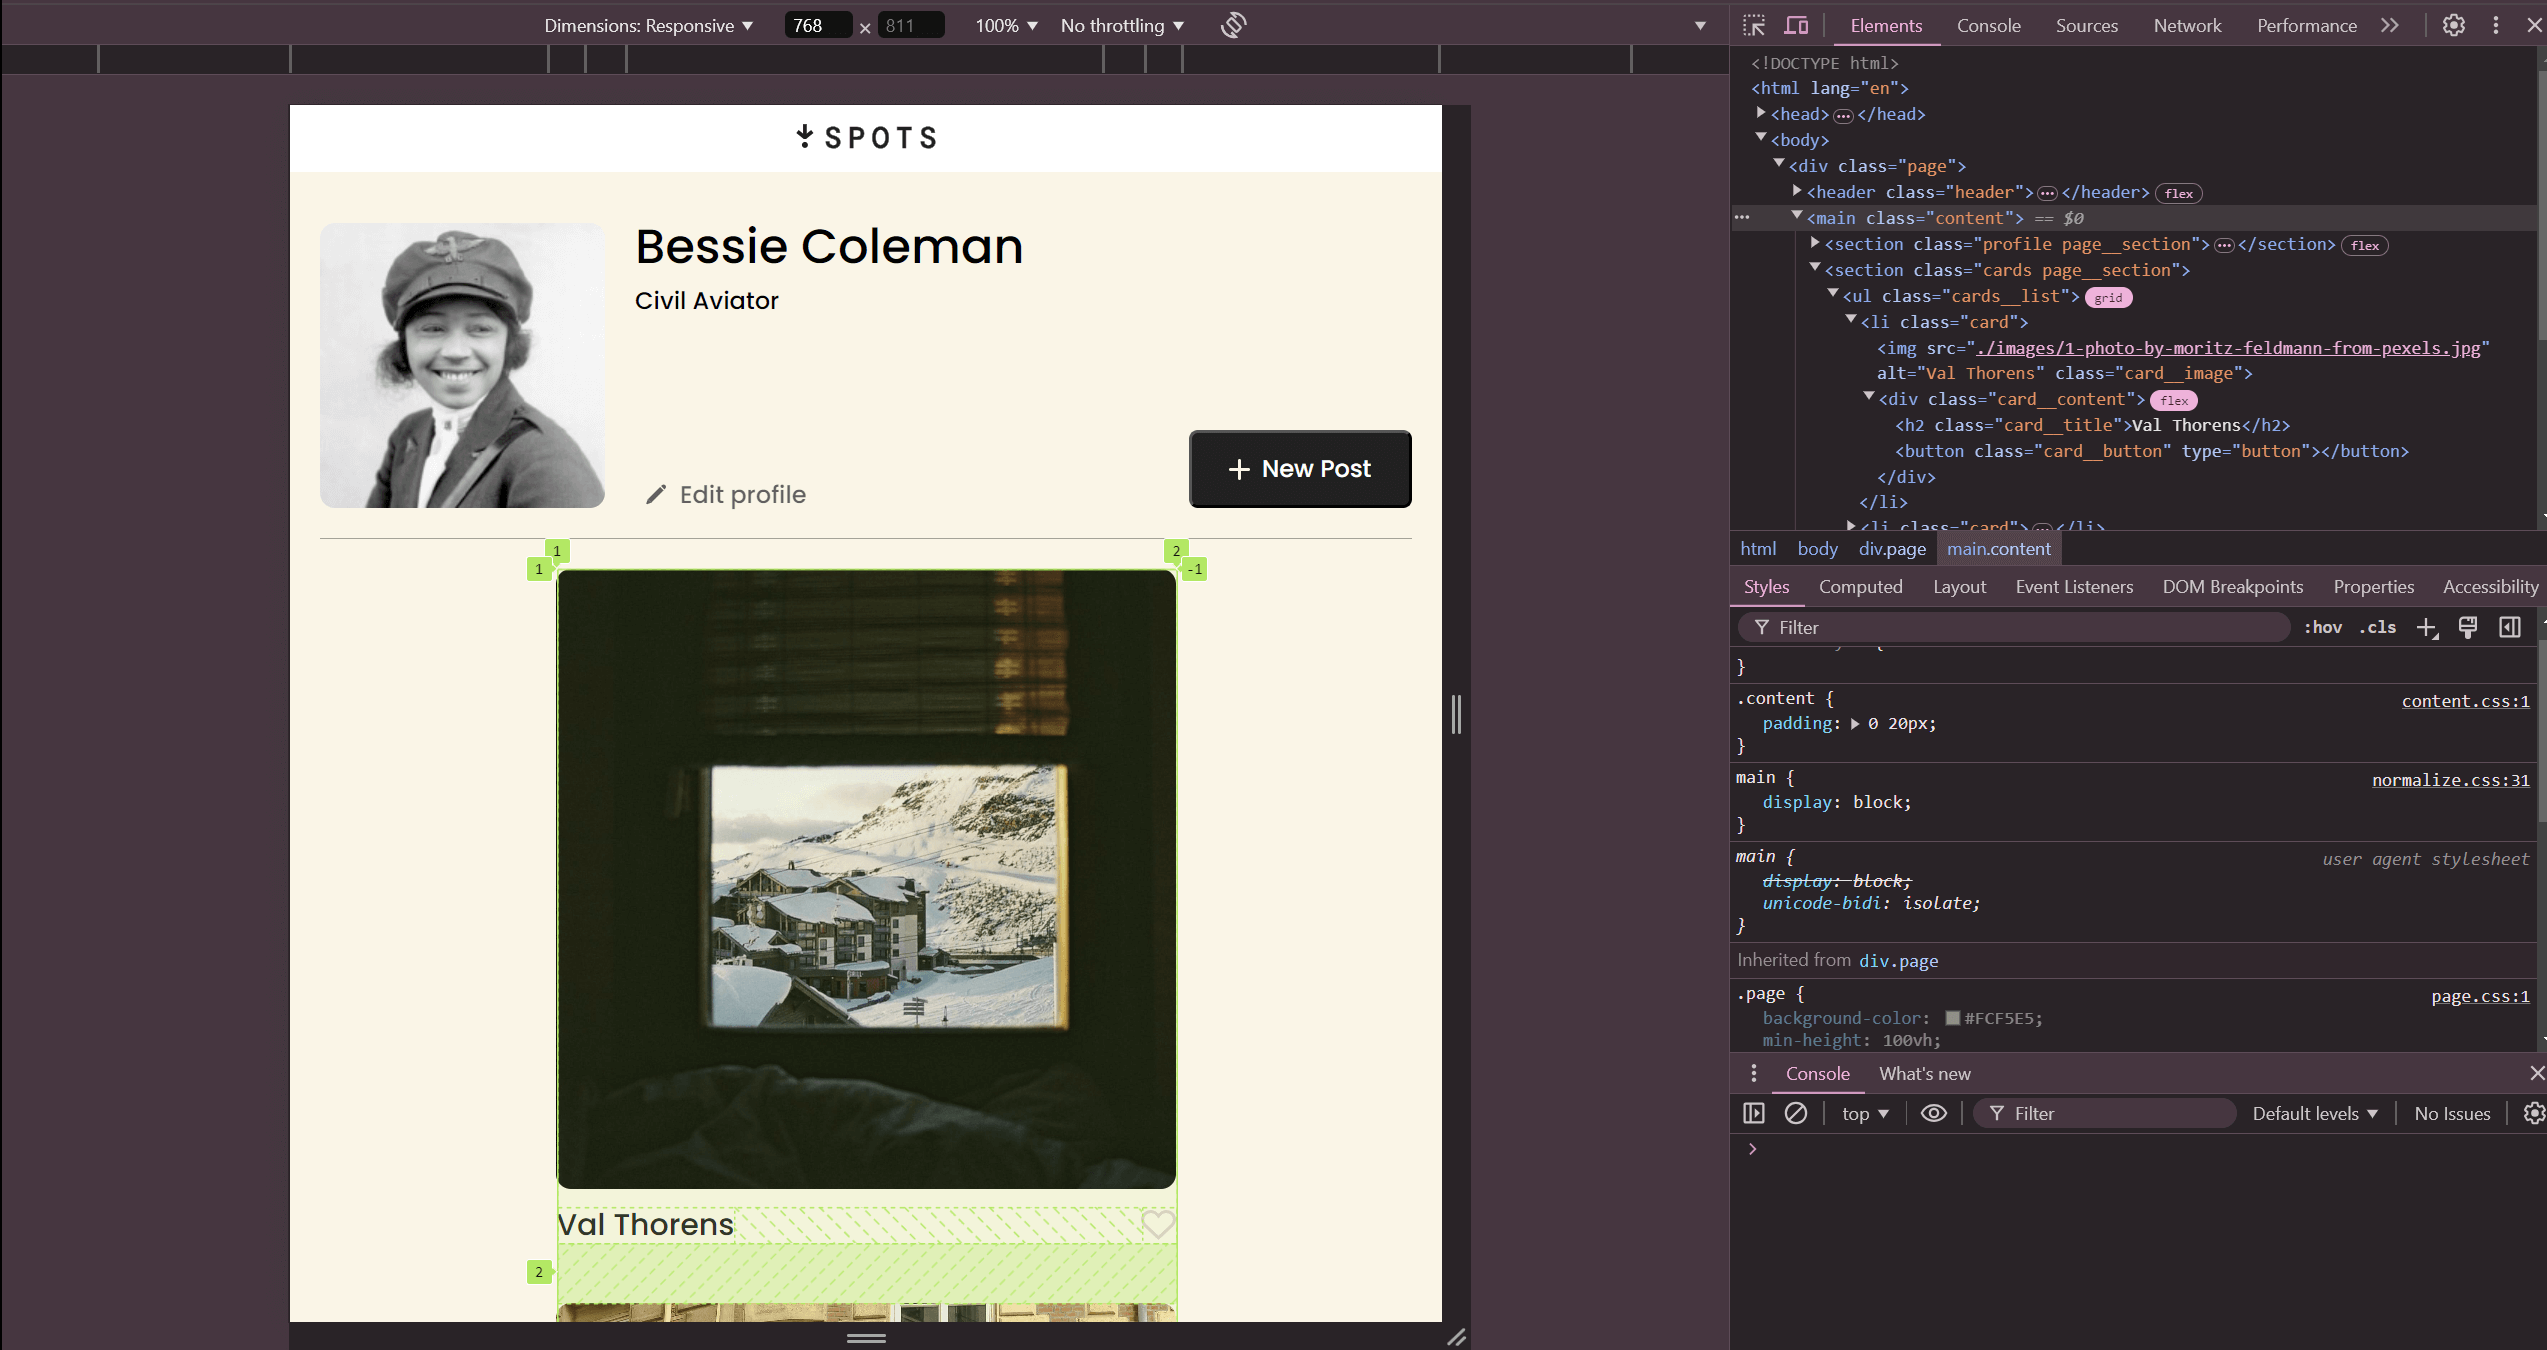 Dimensions: Responsive ▼ 768 × 811 100% ▼ No throttling ▼
SPOTS
Bessie Coleman
Civil Aviator
Edit profile
+ New Post
1
2
1
-1
Val Thorens
2
Elements Console Sources Network Performance
<!DOCTYPE html>
<html lang="en">
<head> ⋯ </head>
<body>
<div class="page">
<header class="header"> ⋯ </header> flex
⋯ <main class="content"> == $0
<section class="profile page__section"> ⋯ </section> flex
<section class="cards page__section">
<ul class="cards__list"> grid
<li class="card">
<img src="./images/1-photo-by-moritz-feldmann-from-pexels.jpg"
alt="Val Thorens" class="card__image">
<div class="card__content"> flex
<h2 class="card__title">Val Thorens</h2>
<button class="card__button" type="button"></button>
</div>
</li>
<li class="card"> ⋯ </li>
html body div.page main.content
Styles Computed Layout Event Listeners DOM Breakpoints Properties Accessibility
Filter :hov .cls
}
.content { content.css:1
padding: ▶ 0 20px;
}
main { normalize.css:31
display: block;
}
main { user agent stylesheet
display: block;
unicode-bidi: isolate;
}
Inherited from div.page
.page { page.css:1
background-color: #FCF5E5;
min-height: 100vh;
Console What's new
top ▼ Filter Default levels ▼ No Issues
>